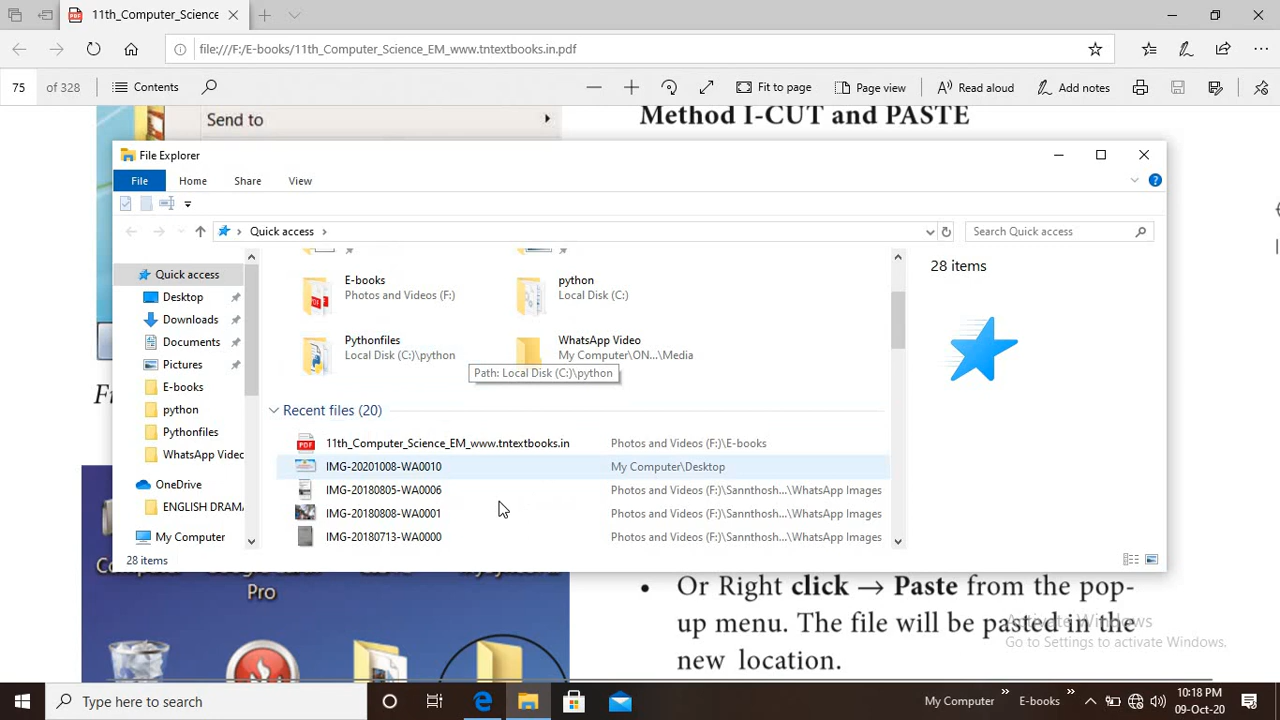 11th_Computer_Science_
file:///F:/E-books/11th_Computer_Science_EM_www.tntextbooks.in.pdf
75 of 328 Contents Fit to page Page view Read aloud Add notes
Send to
Method I-CUT and PASTE
File Explorer
File Home Share View
Quick access Search Quick access
Quick access
Desktop
Downloads
Documents
Pictures
E-books
python
Pythonfiles
WhatsApp Video
OneDrive
ENGLISH DRAMA
My Computer
E-books
Photos and Videos (F:)
python
Local Disk (C:)
Pythonfiles
Local Disk (C:)\python
WhatsApp Video
My Computer\ON...\Media
Path: Local Disk (C:)\python
Recent files (20)
11th_Computer_Science_EM_www.tntextbooks.in Photos and Videos (F:)\E-books
IMG-20201008-WA0010 My Computer\Desktop
IMG-20180805-WA0006 Photos and Videos (F:)\Sannthosh...\WhatsApp Images
IMG-20180808-WA0001 Photos and Videos (F:)\Sannthosh...\WhatsApp Images
IMG-20180713-WA0000 Photos and Videos (F:)\Sannthosh...\WhatsApp Images
28 items
28 items
Pro
• Or Right click → Paste from the pop-
up menu. The file will be pasted in the
new location.
Activate Windows
Go to Settings to activate Windows.
Type here to search
My Computer » E-books »
10:18 PM
09-Oct-20